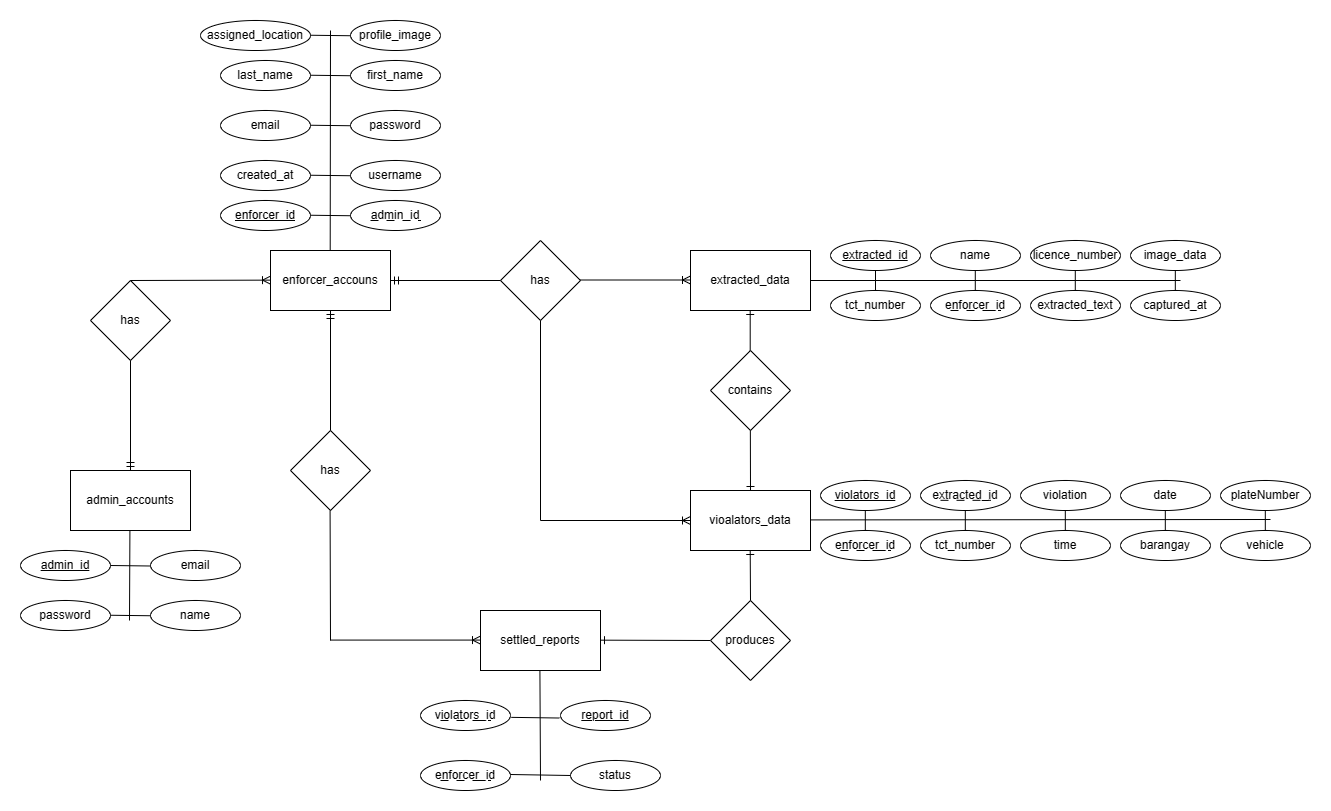 assigned_location
profile_image
last_name
first_name
email
password
created_at
username
enforcer_id
admin_id
enforcer_accouns
has
extracted_data
extracted_id
name
licence_number
image_data
tct_number
enforcer_id
extracted_text
captured_at
has
contains
has
admin_accounts
admin_id
email
password
name
vioalators_data
violators_id
extracted_id
violation
date
plateNumber
enforcer_id
tct_number
time
barangay
vehicle
settled_reports
produces
violators_id
report_id
enforcer_id
status